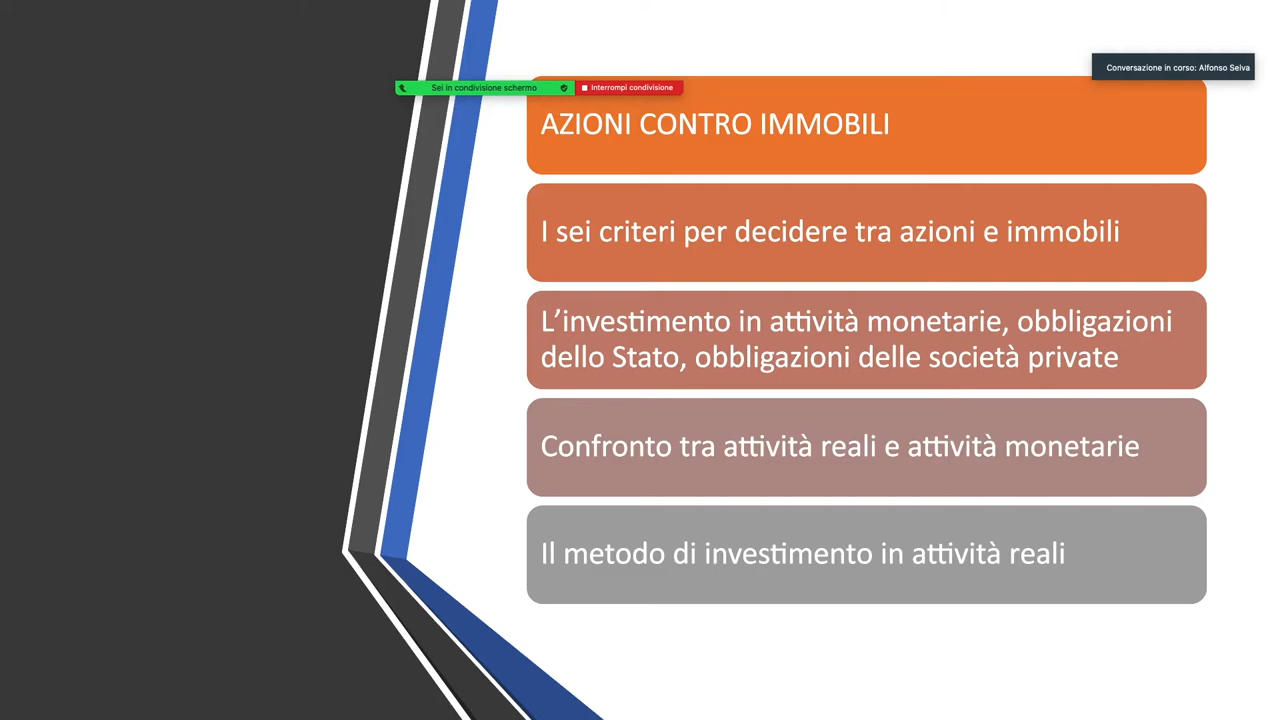 Conversazione in corso: Alfonso Selva
Sei in condivisione schermo
Interrompi condivisione
AZIONI CONTRO IMMOBILI
I sei criteri per decidere tra azioni e immobili
L’investimento in attività monetarie, obbligazioni
dello Stato, obbligazioni delle società private
Confronto tra attività reali e attività monetarie
Il metodo di investimento in attività reali